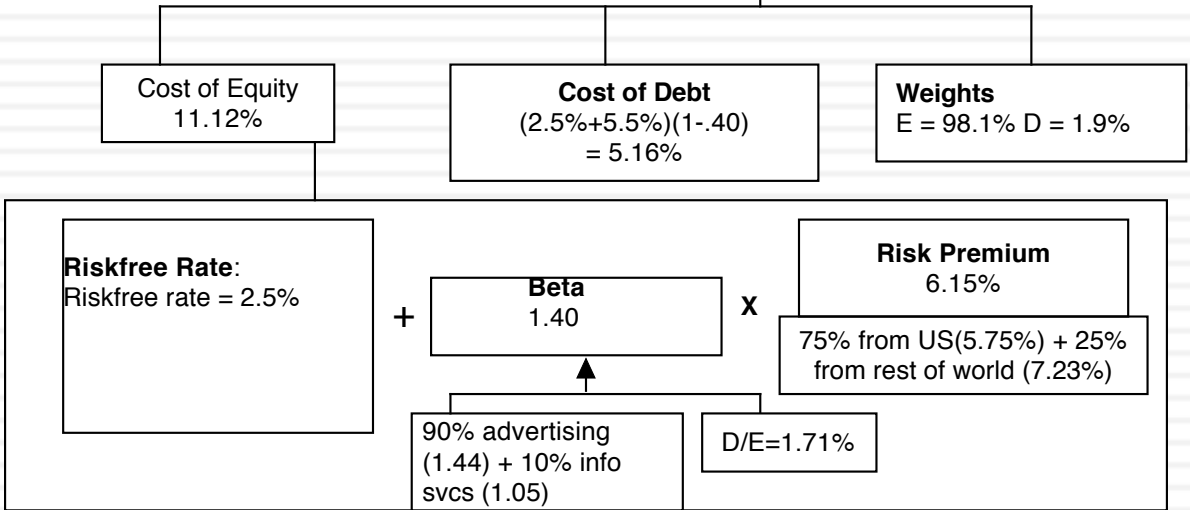 Cost of Equity
11.12%
Cost of Debt
(2.5%+5.5%)(1-.40)
= 5.16%
Weights
E = 98.1% D = 1.9%
Riskfree Rate:
Riskfree rate = 2.5%
+
Beta
1.40
X
Risk Premium
6.15%
75% from US(5.75%) + 25%
from rest of world (7.23%)
90% advertising
(1.44) + 10% info
svcs (1.05)
D/E=1.71%